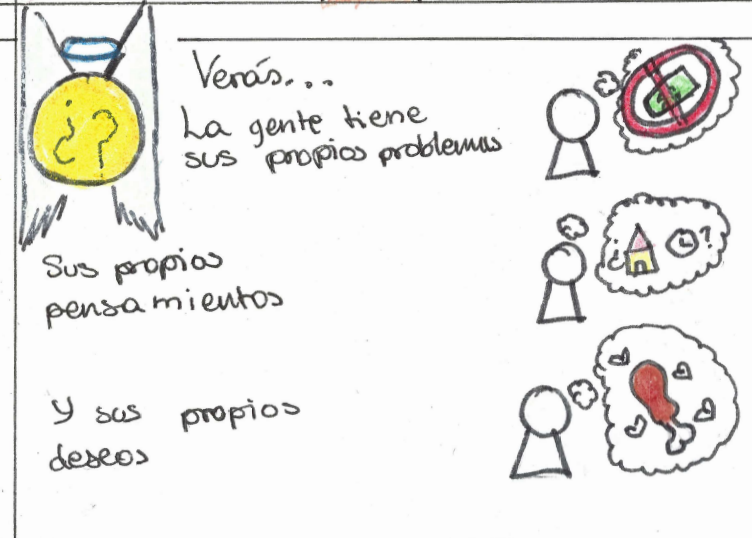 ¿?
Verás...
La gente tiene
sus propios problemas
¿ ?
Sus propios
pensamientos
Y sus propios
deseos